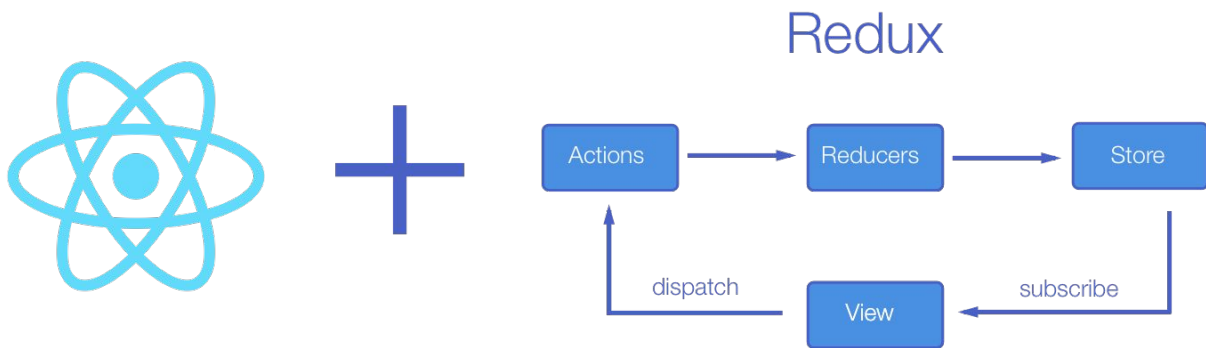 Redux
Actions
Reducers
Store
dispatch
subscribe
View